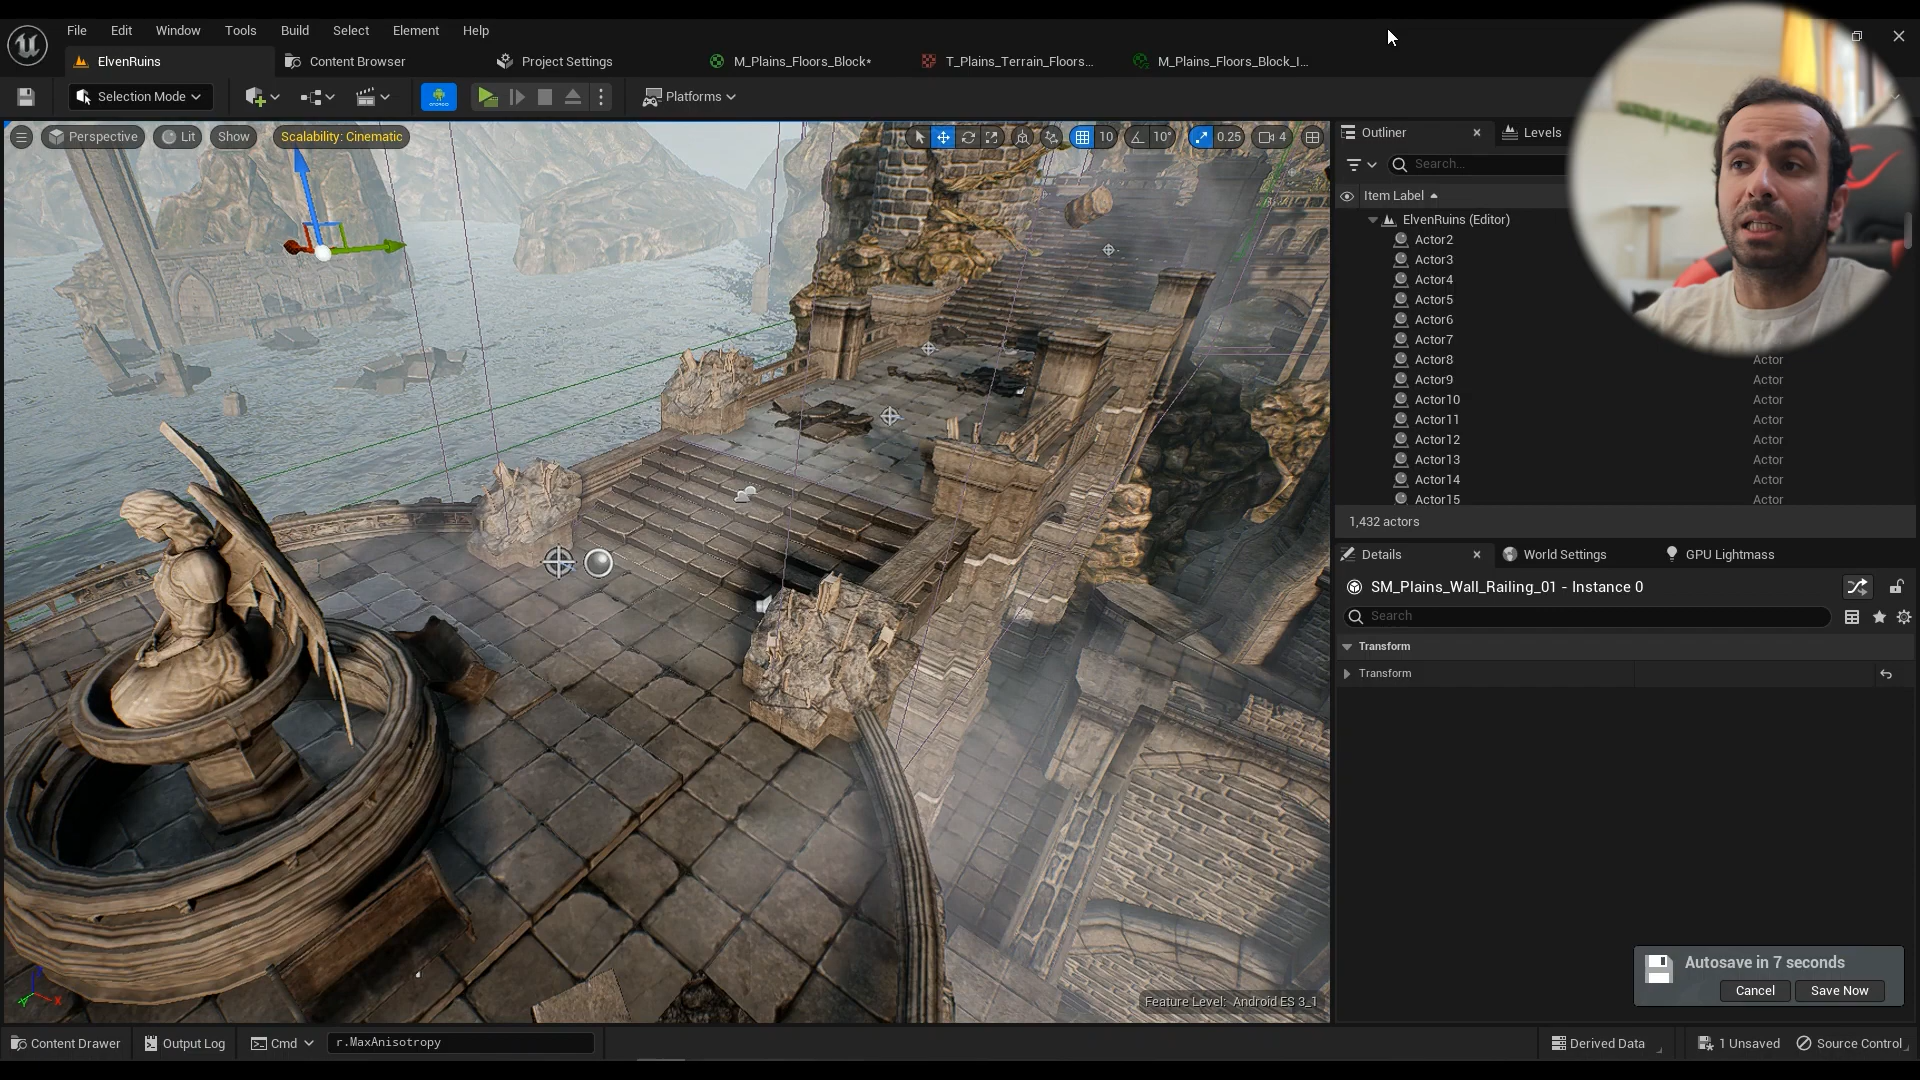 File Edit Window Tools Build Select Actor Element Help
ElvenRuins Content Browser Project Settings M_Plains_Floors_Block* T_Plains_Terrain_Floors... M_Plains_Floors_Block_I...
Selection Mode Platforms
Perspective Lit Show Scalability: Cinematic 10 10° 0.25 4
Outliner Levels
Search...
Item Label
ElvenRuins (Editor)
Actor2
Actor3
Actor4
Actor5
Actor6
Actor7
Actor8 Actor
Actor9 Actor
Actor10 Actor
Actor11 Actor
Actor12 Actor
Actor13 Actor
Actor14 Actor
Actor15 Actor
1,432 actors
Details World Settings GPU Lightmass
SM_Plains_Wall_Railing_01 - Instance 0
Search
Transform
Transform
Autosave in 7 seconds
Cancel Save Now
Feature Level: Android ES 3_1
Content Drawer Output Log Cmd r.MaxAnisotropy Derived Data 1 Unsaved Source Control